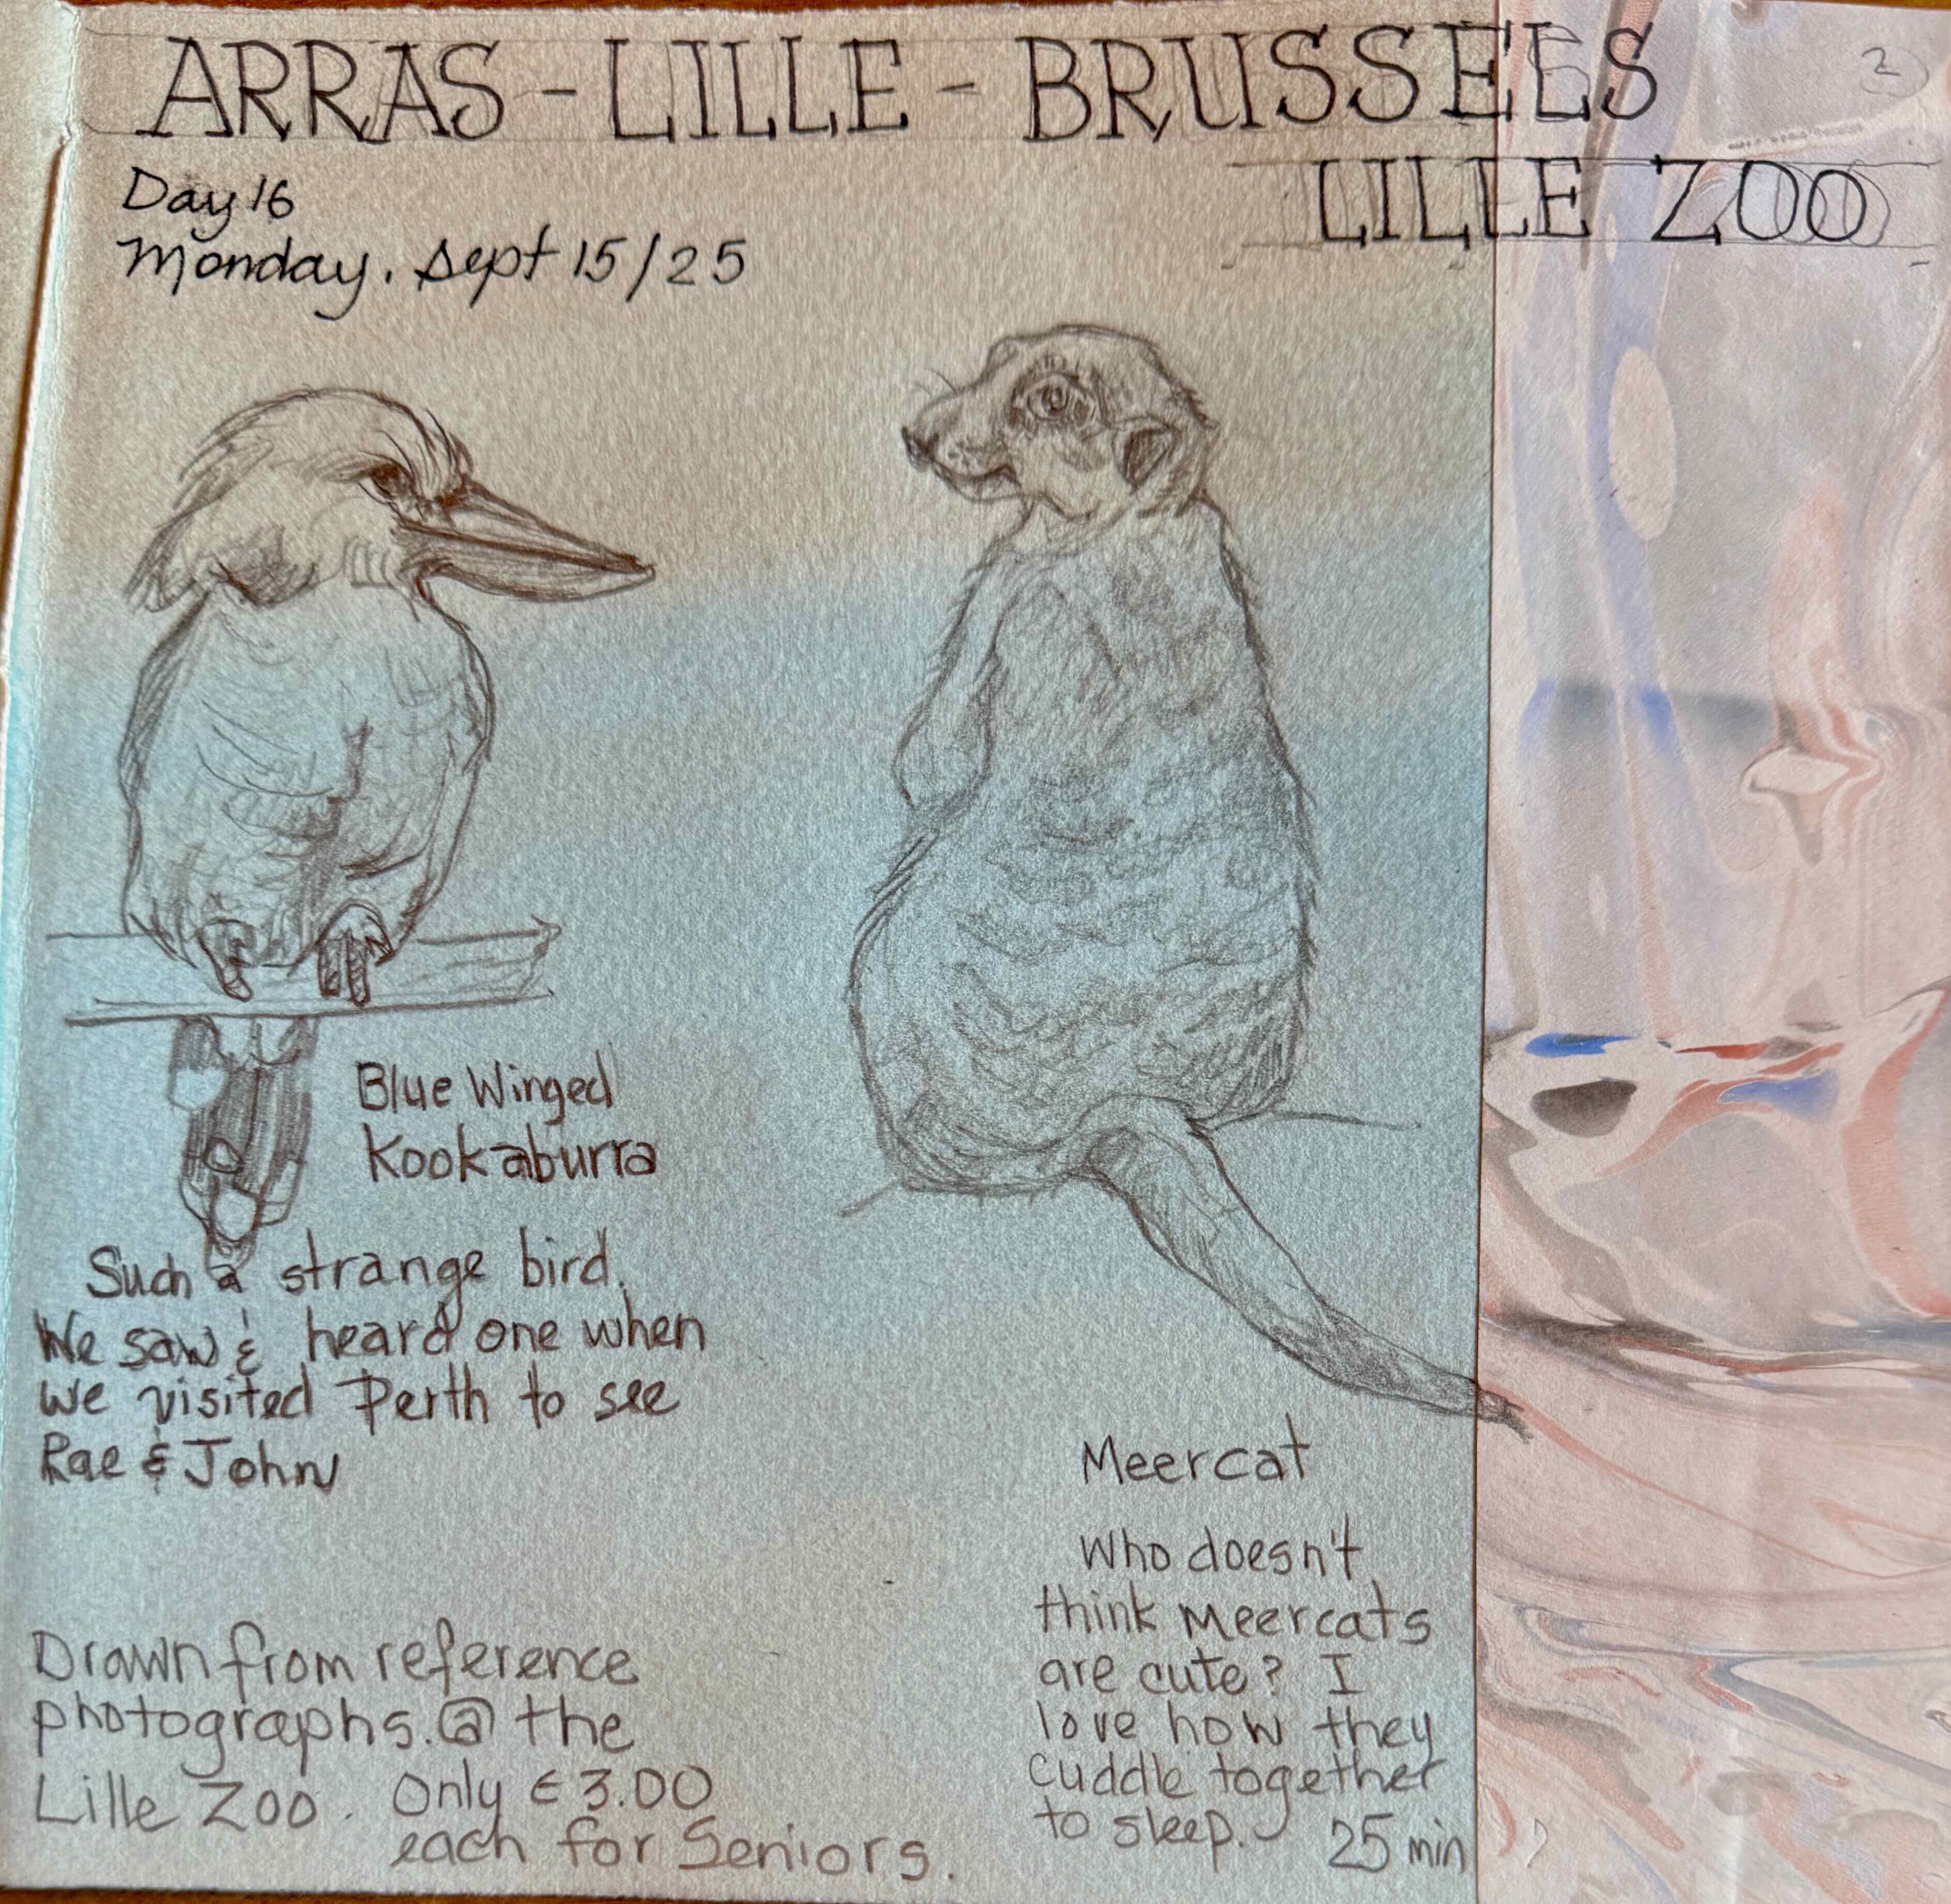 ARRAS - LILLE - BRUSSELS
2
LILLE ZOO
Day 16
Monday. Sept 15/25
Blue Winged
Kookaburra
Such a strange bird.
We saw & heard one when
we visited Perth to see
Rae & John
Drawn from reference
photographs. @ the
Lille Zoo. Only € 3.00
each for Seniors.
Meercat
Who doesn't
think Meercats
are cute? I
love how they
cuddle together
to sleep.
25 min